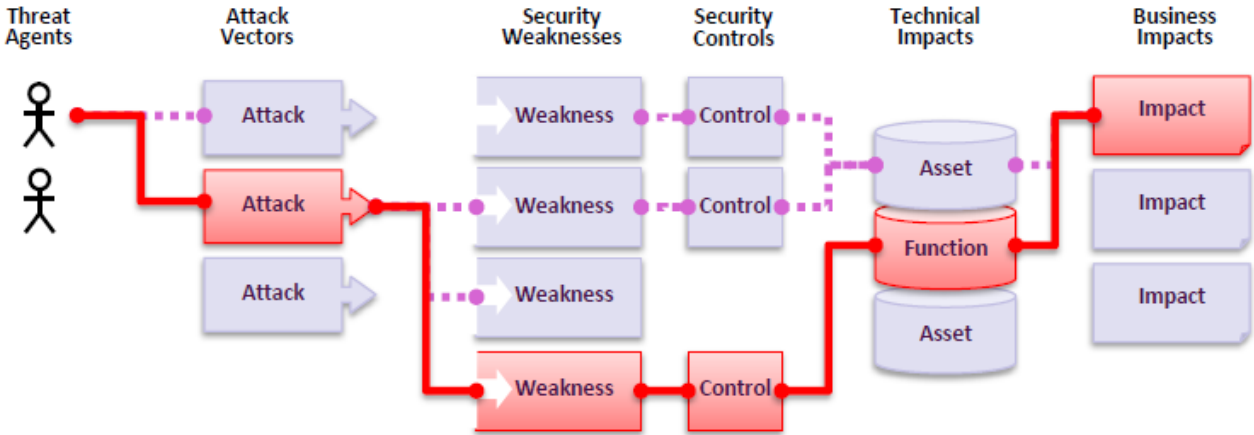 Threat
Agents
Attack
Vectors
Security
Weaknesses
Security
Controls
Technical
Impacts
Business
Impacts
Attack
Weakness
Control
Impact
Asset
Attack
Weakness
Control
Impact
Function
Attack
Weakness
Impact
Asset
Weakness
Control